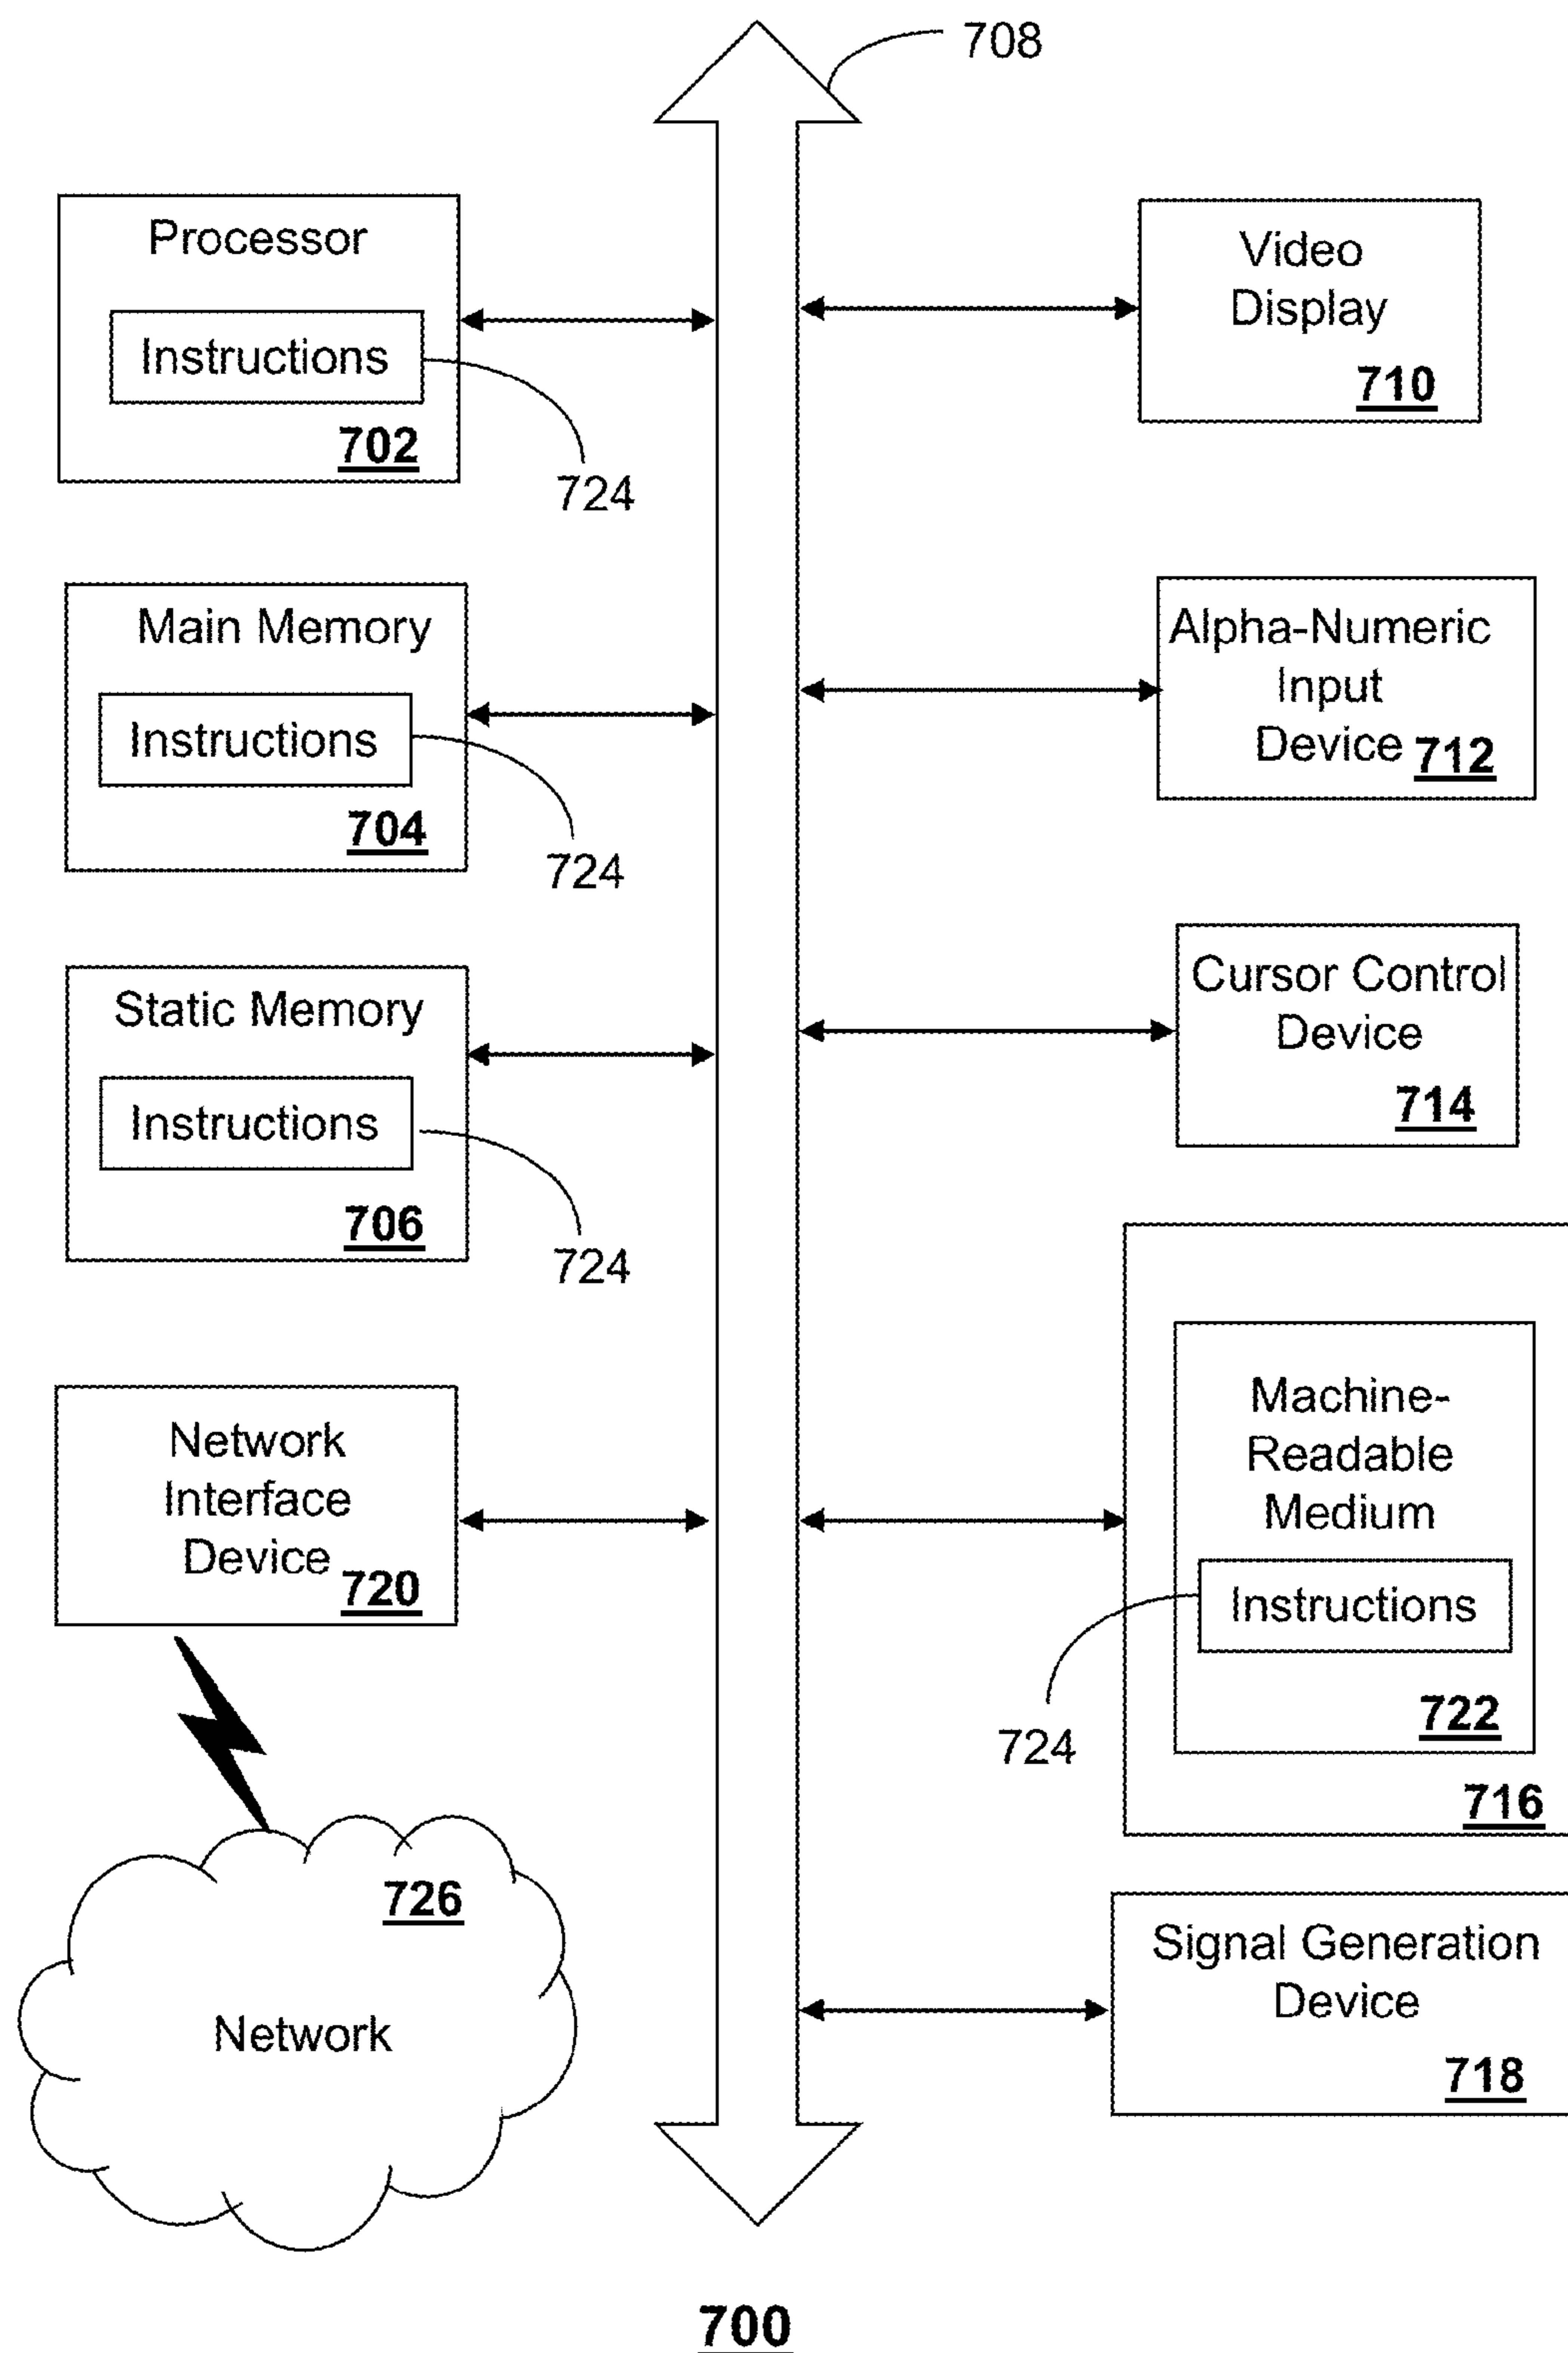 708
Processor
Instructions
702
724
Main Memory
Instructions
704
724
Static Memory
Instructions
706
724
Network
Interface
Device
720
726
Network
Video
Display
710
Alpha-Numeric
Input
Device 712
Cursor Control
Device
714
Machine-
Readable
Medium
Instructions
722
724
716
Signal Generation
Device
718
700